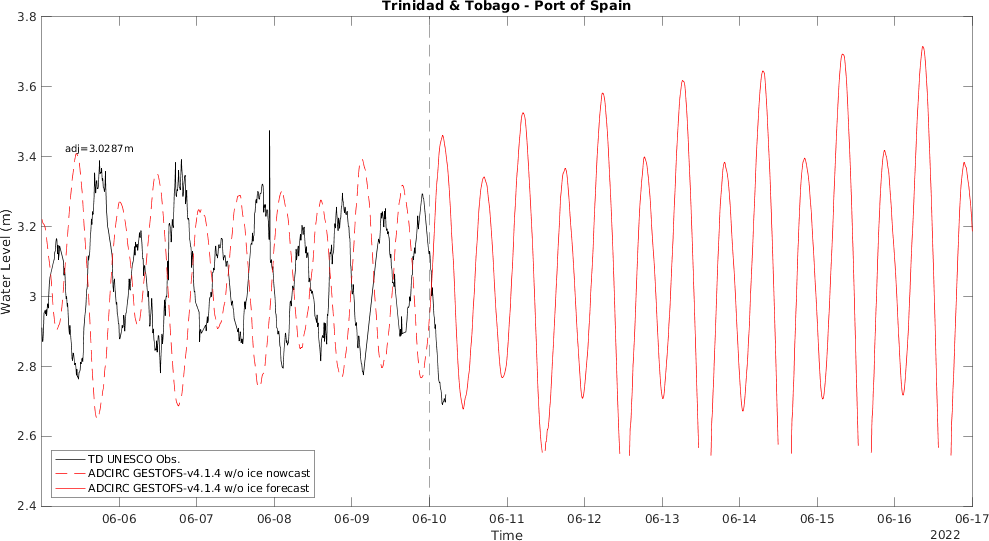 Trinidad & Tobago - Port of Spain
3.8
3.6
3.4
3.2
3
2.8
2.6
2.4
Water Level (m)
adj=3.0287m
TD UNESCO Obs.
ADCIRC GESTOFS-v4.1.4 w/o ice nowcast
ADCIRC GESTOFS-v4.1.4 w/o ice forecast
06-06 06-07 06-08 06-09 06-10 06-11 06-12 06-13 06-14 06-15 06-16 06-17
Time
2022